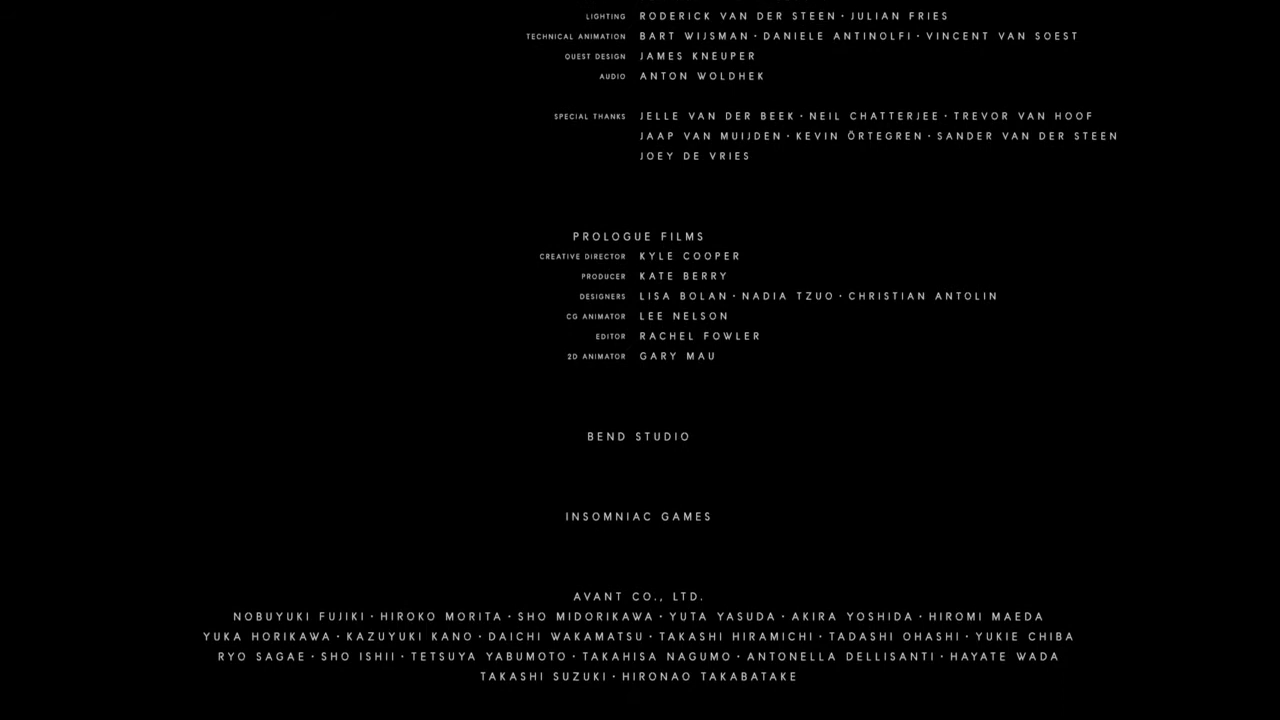 LIGHTING RODERICK VAN DER STEEN · JULIAN FRIES
TECHNICAL ANIMATION BART WIJSMAN · DANIELE ANTINOLFI · VINCENT VAN SOEST
QUEST DESIGN JAMES KNEUPER
AUDIO ANTON WOLDHEK
SPECIAL THANKS JELLE VAN DER BEEK · NEIL CHATTERJEE · TREVOR VAN HOOF
JAAP VAN MUIJDEN · KEVIN ÖRTEGREN · SANDER VAN DER STEEN
JOEY DE VRIES
PROLOGUE FILMS
CREATIVE DIRECTOR KYLE COOPER
PRODUCER KATE BERRY
DESIGNERS LISA BOLAN · NADIA TZUO · CHRISTIAN ANTOLIN
CG ANIMATOR LEE NELSON
EDITOR RACHEL FOWLER
2D ANIMATOR GARY MAU
BEND STUDIO
INSOMNIAC GAMES
AVANT CO., LTD.
NOBUYUKI FUJIKI · HIROKO MORITA · SHO MIDORIKAWA · YUTA YASUDA · AKIRA YOSHIDA · HIROMI MAEDA
YUKA HORIKAWA · KAZUYUKI KANO · DAICHI WAKAMATSU · TAKASHI HIRAMICHI · TADASHI OHASHI · YUKIE CHIBA
RYO SAGAE · SHO ISHII · TETSUYA YABUMOTO · TAKAHISA NAGUMO · ANTONELLA DELLISANTI · HAYATE WADA
TAKASHI SUZUKI · HIRONAO TAKABATAKE